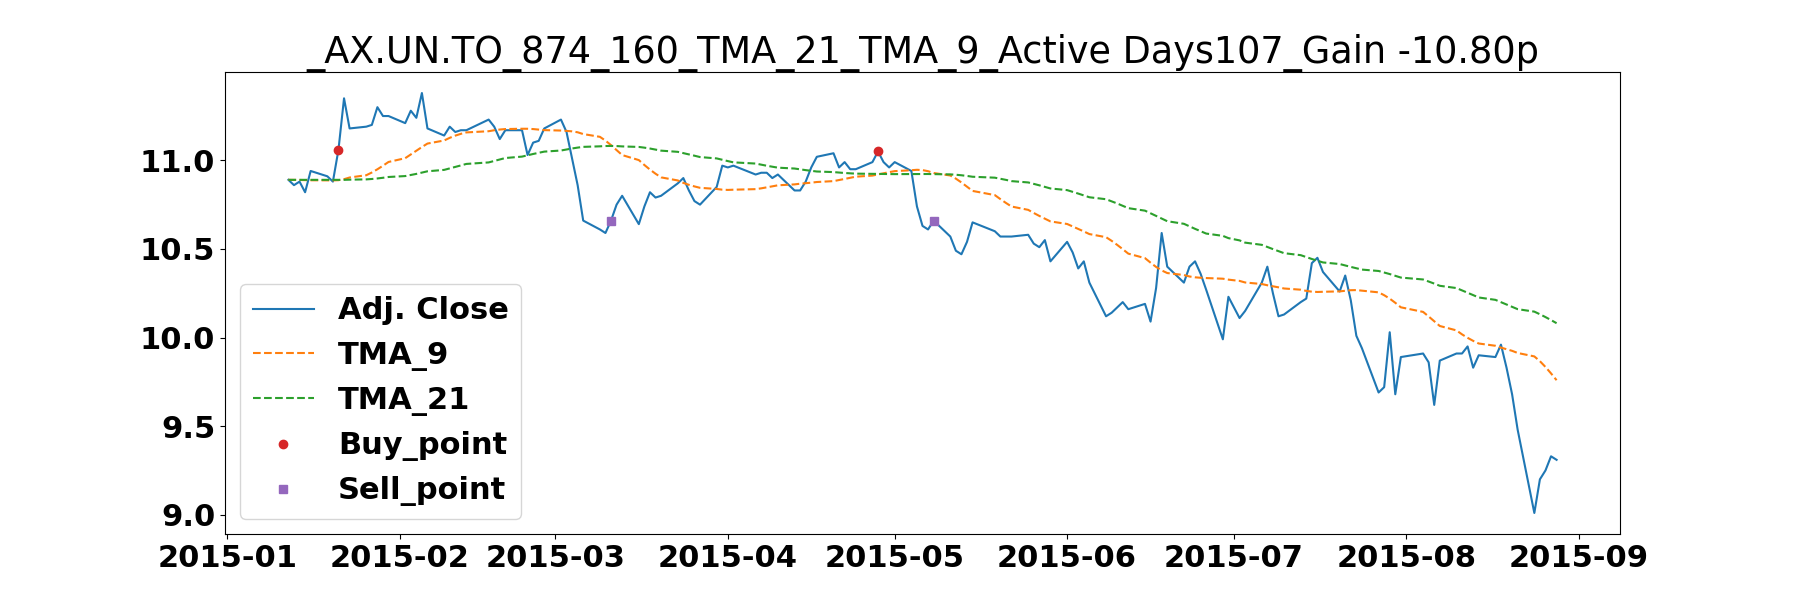 _AX.UN.TO_874_160_TMA_21_TMA_9_Active Days107_Gain -10.80p
11.0
10.5
10.0
9.5
9.0
Adj. Close
TMA_9
TMA_21
Buy_point
Sell_point
2015-01 2015-02 2015-03 2015-04 2015-05 2015-06 2015-07 2015-08 2015-09